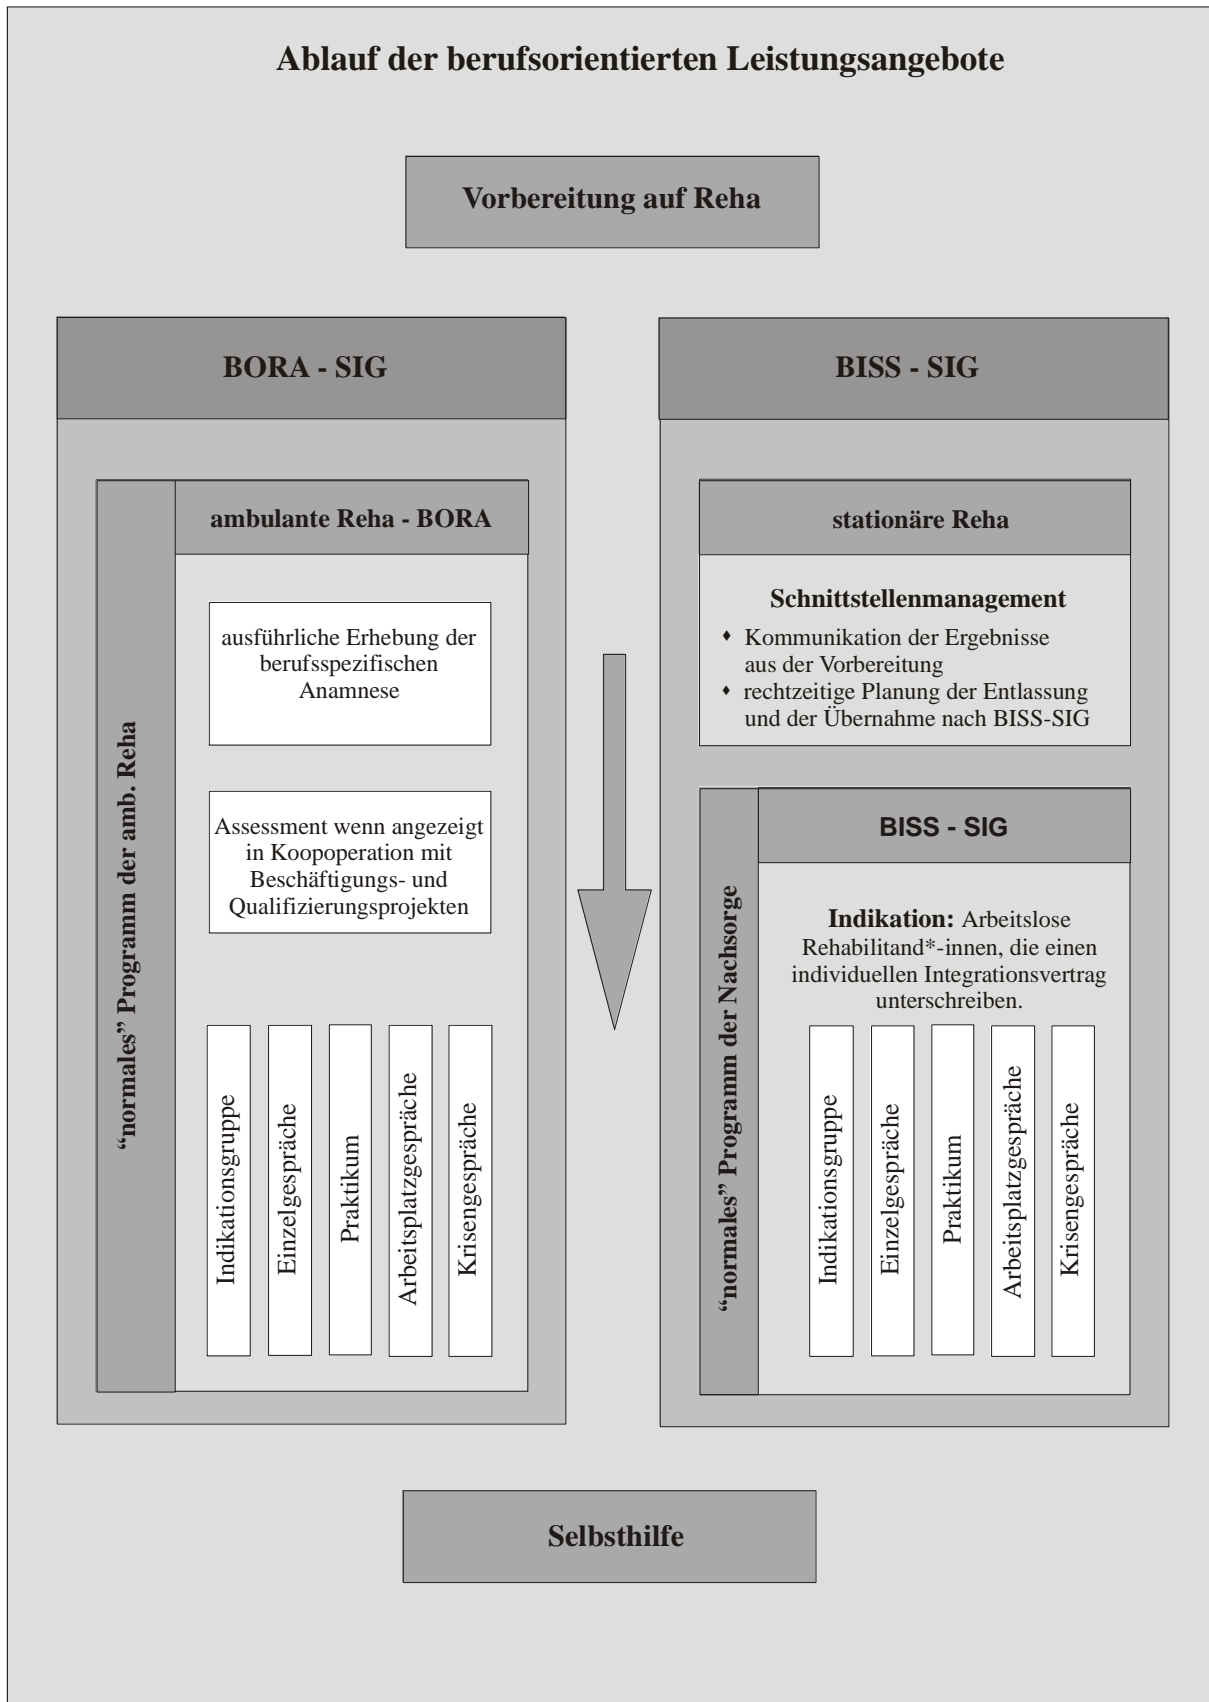 Ablauf der berufsorientierten Leistungsangebote
Vorbereitung auf Reha
BORA - SIG
“normales” Programm der amb. Reha
ambulante Reha - BORA
ausführliche Erhebung der
berufsspezifischen
Anamnese
Assessment wenn angezeigt
in Koopoperation mit
Beschäftigungs- und
Qualifizierungsprojekten
Indikationsgruppe
Einzelgespräche
Praktikum
Arbeitsplatzgespräche
Krisengespräche
BISS - SIG
stationäre Reha
Schnittstellenmanagement
♦ Kommunikation der Ergebnisse
aus der Vorbereitung
♦ rechtzeitige Planung der Entlassung
und der Übernahme nach BISS-SIG
“normales” Programm der Nachsorge
BISS - SIG
Indikation: Arbeitslose
Rehabilitand*-innen, die einen
individuellen Integrationsvertrag
unterschreiben.
Indikationsgruppe
Einzelgespräche
Praktikum
Arbeitsplatzgespräche
Krisengespräche
Selbsthilfe